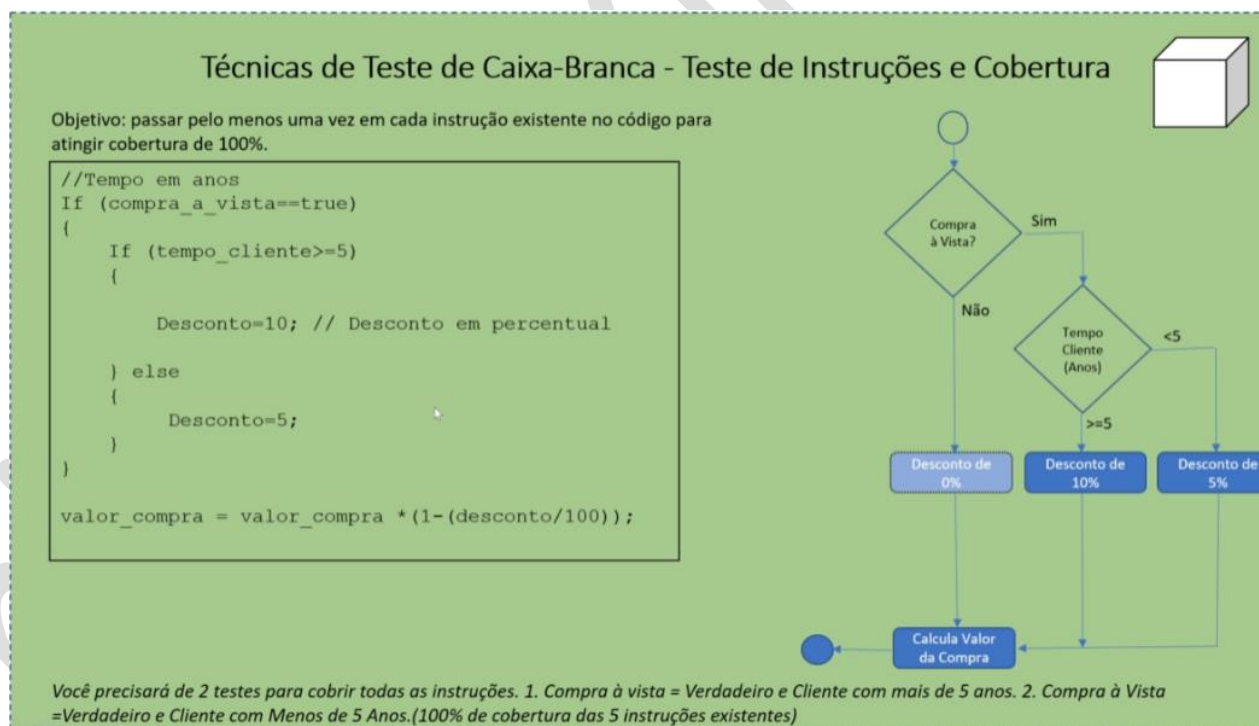 Técnicas de Teste de Caixa-Branca - Teste de Instruções e Cobertura
Objetivo: passar pelo menos uma vez em cada instrução existente no código para
atingir cobertura de 100%.
//Tempo em anos
If (compra_a_vista==true)
{
If (tempo_cliente>=5)
{
Desconto=10; // Desconto em percentual
} else
{
Desconto=5;
}
}
valor_compra = valor_compra *(1-(desconto/100));
Compra
à Vista?
Sim
Não
Tempo
Cliente
(Anos)
<5
>=5
Desconto de
0%
Desconto de
10%
Desconto de
5%
Calcula Valor
da Compra
Você precisará de 2 testes para cobrir todas as instruções. 1. Compra à vista = Verdadeiro e Cliente com mais de 5 anos. 2. Compra à Vista
=Verdadeiro e Cliente com Menos de 5 Anos.(100% de cobertura das 5 instruções existentes)